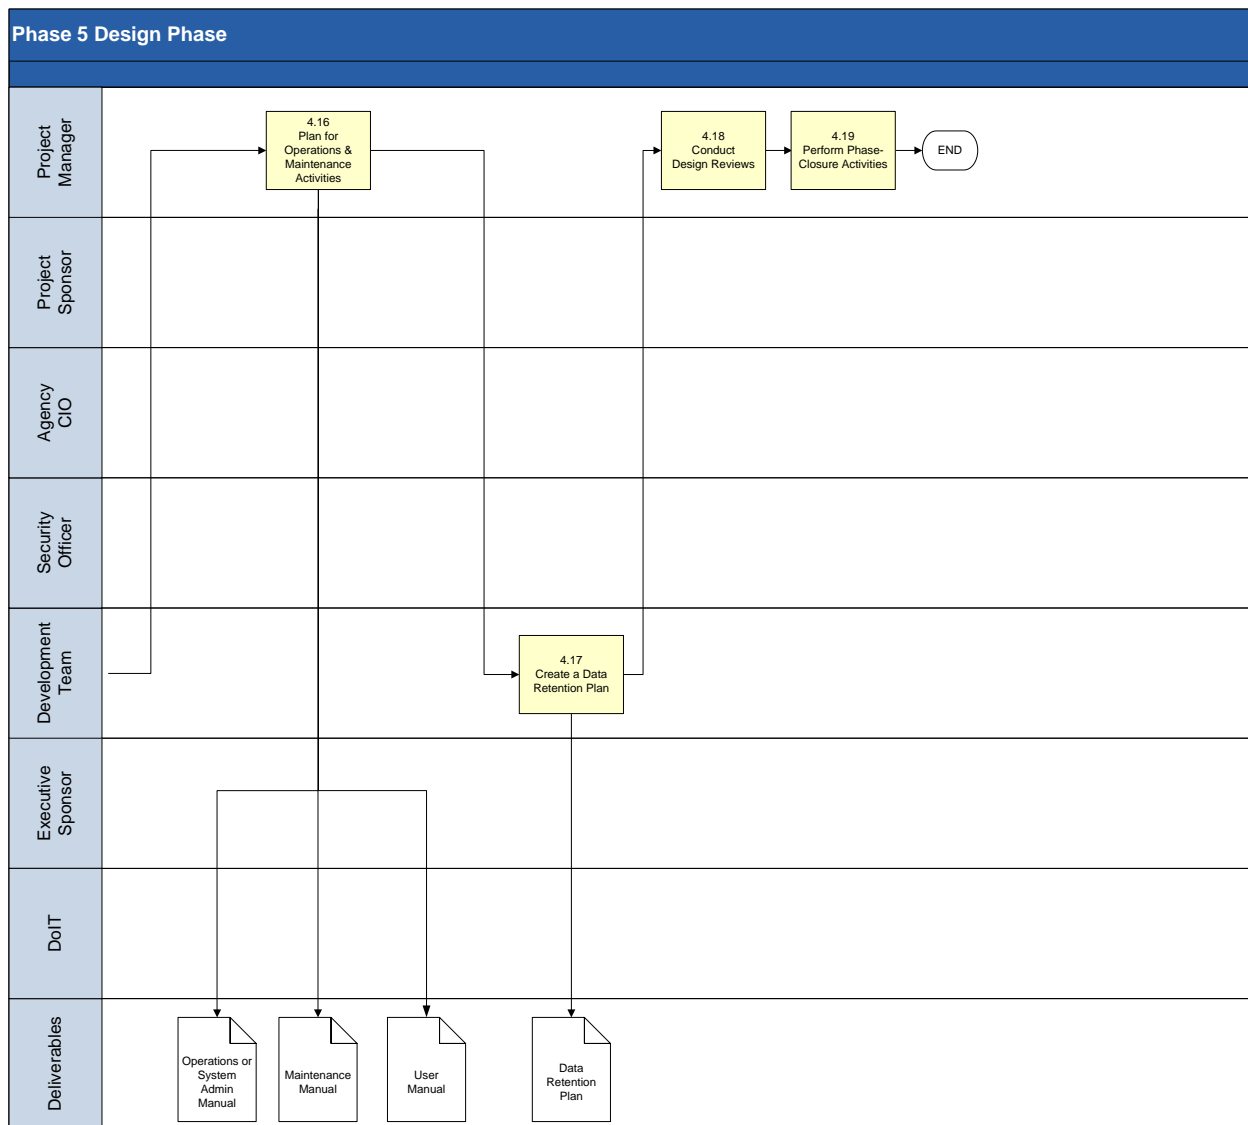 Phase 5 Design Phase
Project
Manager
4.16
Plan for
Operations &
Maintenance
Activities
4.18
Conduct
Design Reviews
4.19
Perform Phase-
Closure Activities
END
Project
Sponsor
Agency
CIO
Security
Officer
Development
Team
4.17
Create a Data
Retention Plan
Executive
Sponsor
DoIT
Deliverables
Operations or
System
Admin
Manual
Maintenance
Manual
User
Manual
Data
Retention
Plan